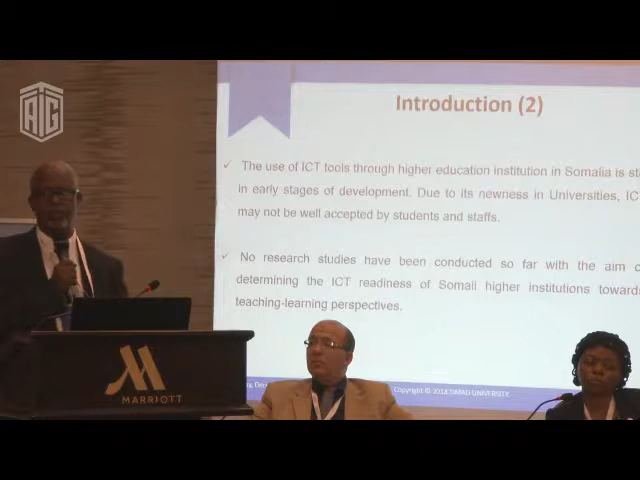 AIG
Introduction (2)
The use of ICT tools through higher education institution in Somalia is
in early stages of development. Due to its newness in Universities,
may not be well accepted by students and staffs.
No research studies have been conducted so far with the aim
determining the ICT readiness of Somali higher institutions
teaching-learning perspectives.
Copyright © 2018 UNIVERSITY.
MARRIOTT